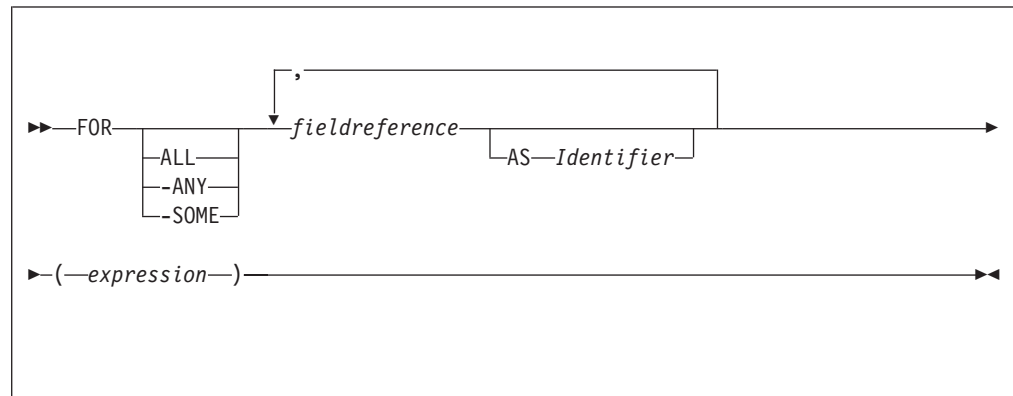 ,
FOR fieldreference
ALL AS Identifier
-ANY
-SOME
( expression )